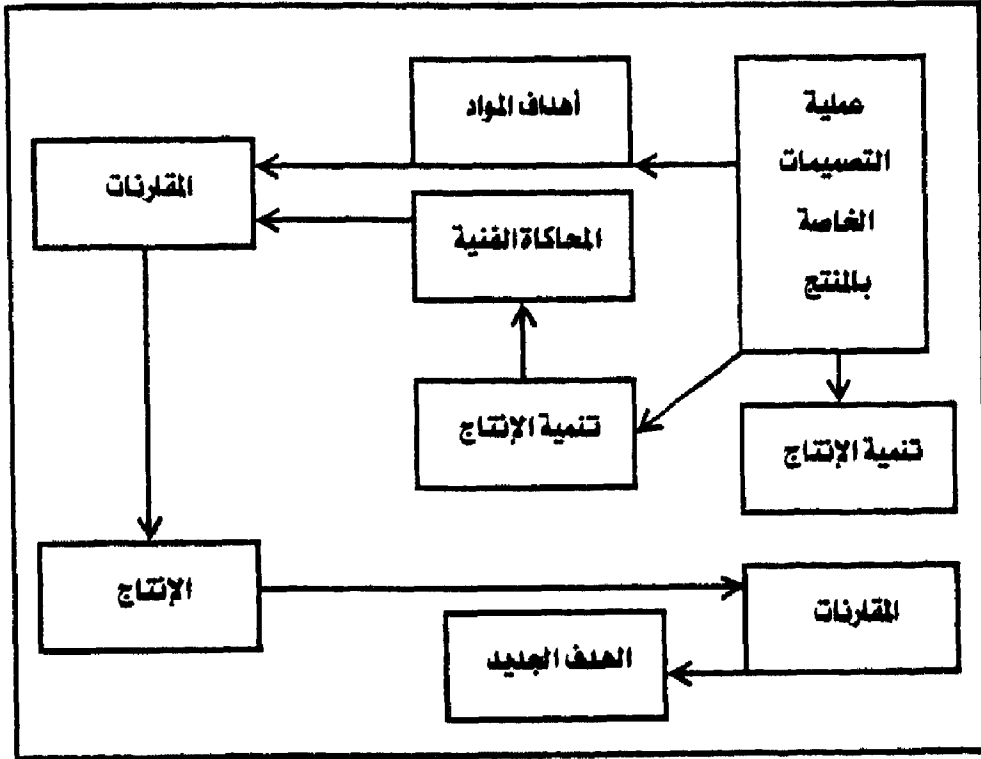 عملية
التصميمات
الخاصة
بالمنتج
أهداف المواد
المقارنات
المحاكاة الفنية
تنمية الإنتاج
تنمية الإنتاج
الإنتاج
المقارنات
الهدف الجديد